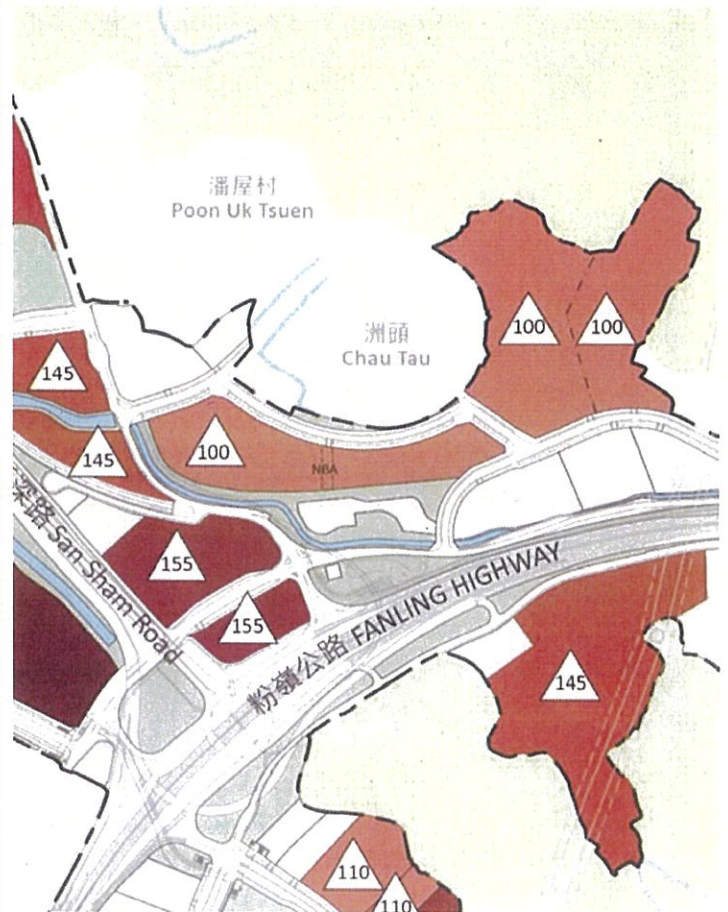 潘屋村
Poon Uk Tsuen
洲頭
Chau Tau
100
100
145
100
145
NBA
深路 San Sham Road
155
155
粉嶺公路 FANLING HIGHWAY
145
110
110